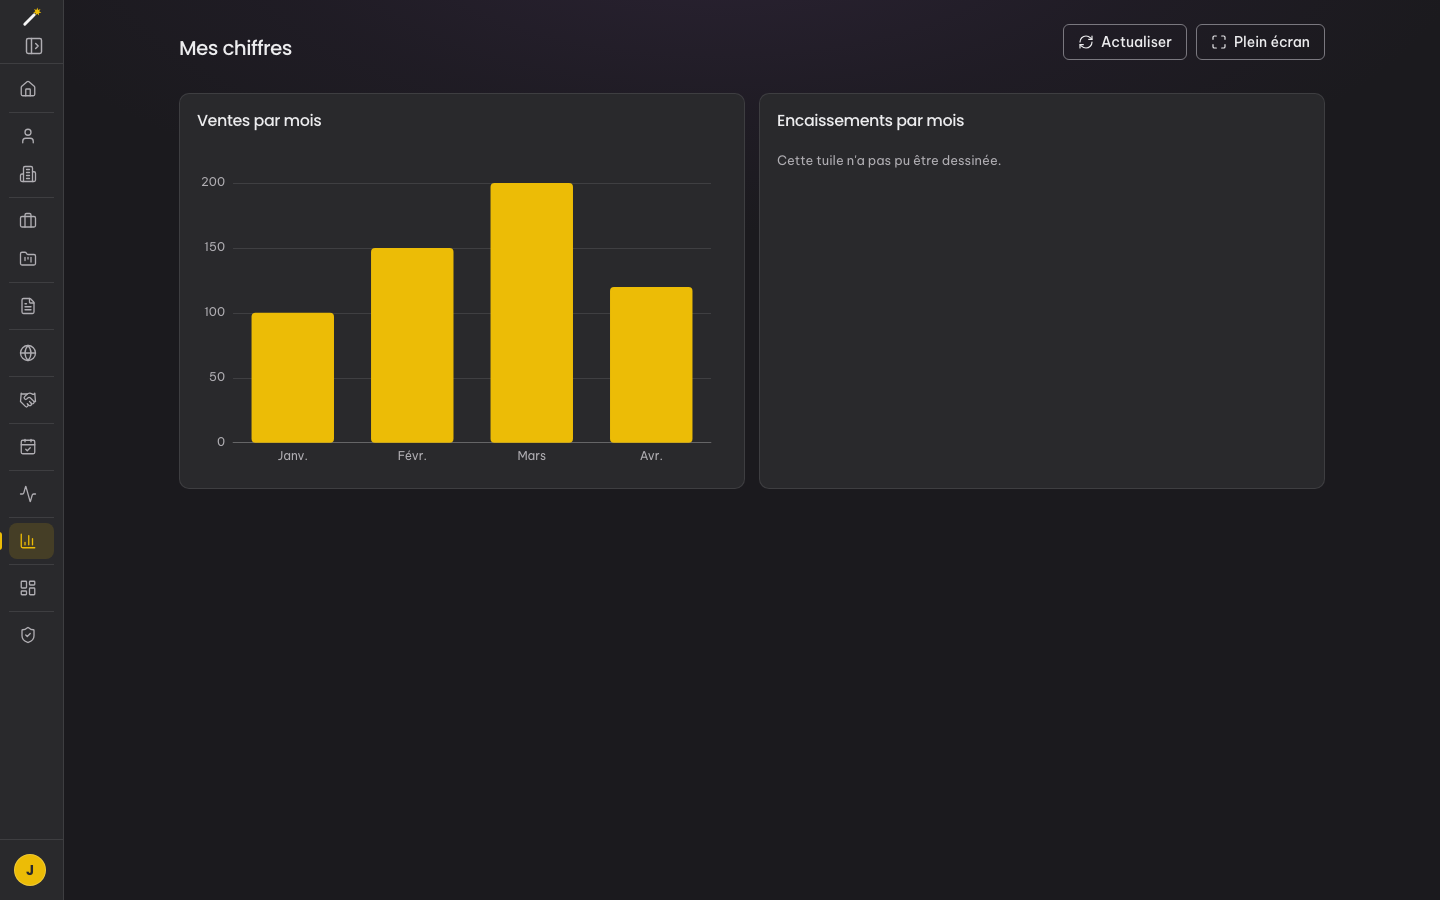 Mes chiffres
Actualiser
Plein écran
Ventes par mois
200
150
100
50
0
Janv.
Févr.
Mars
Avr.
Encaissements par mois
Cette tuile n'a pas pu être dessinée.
J